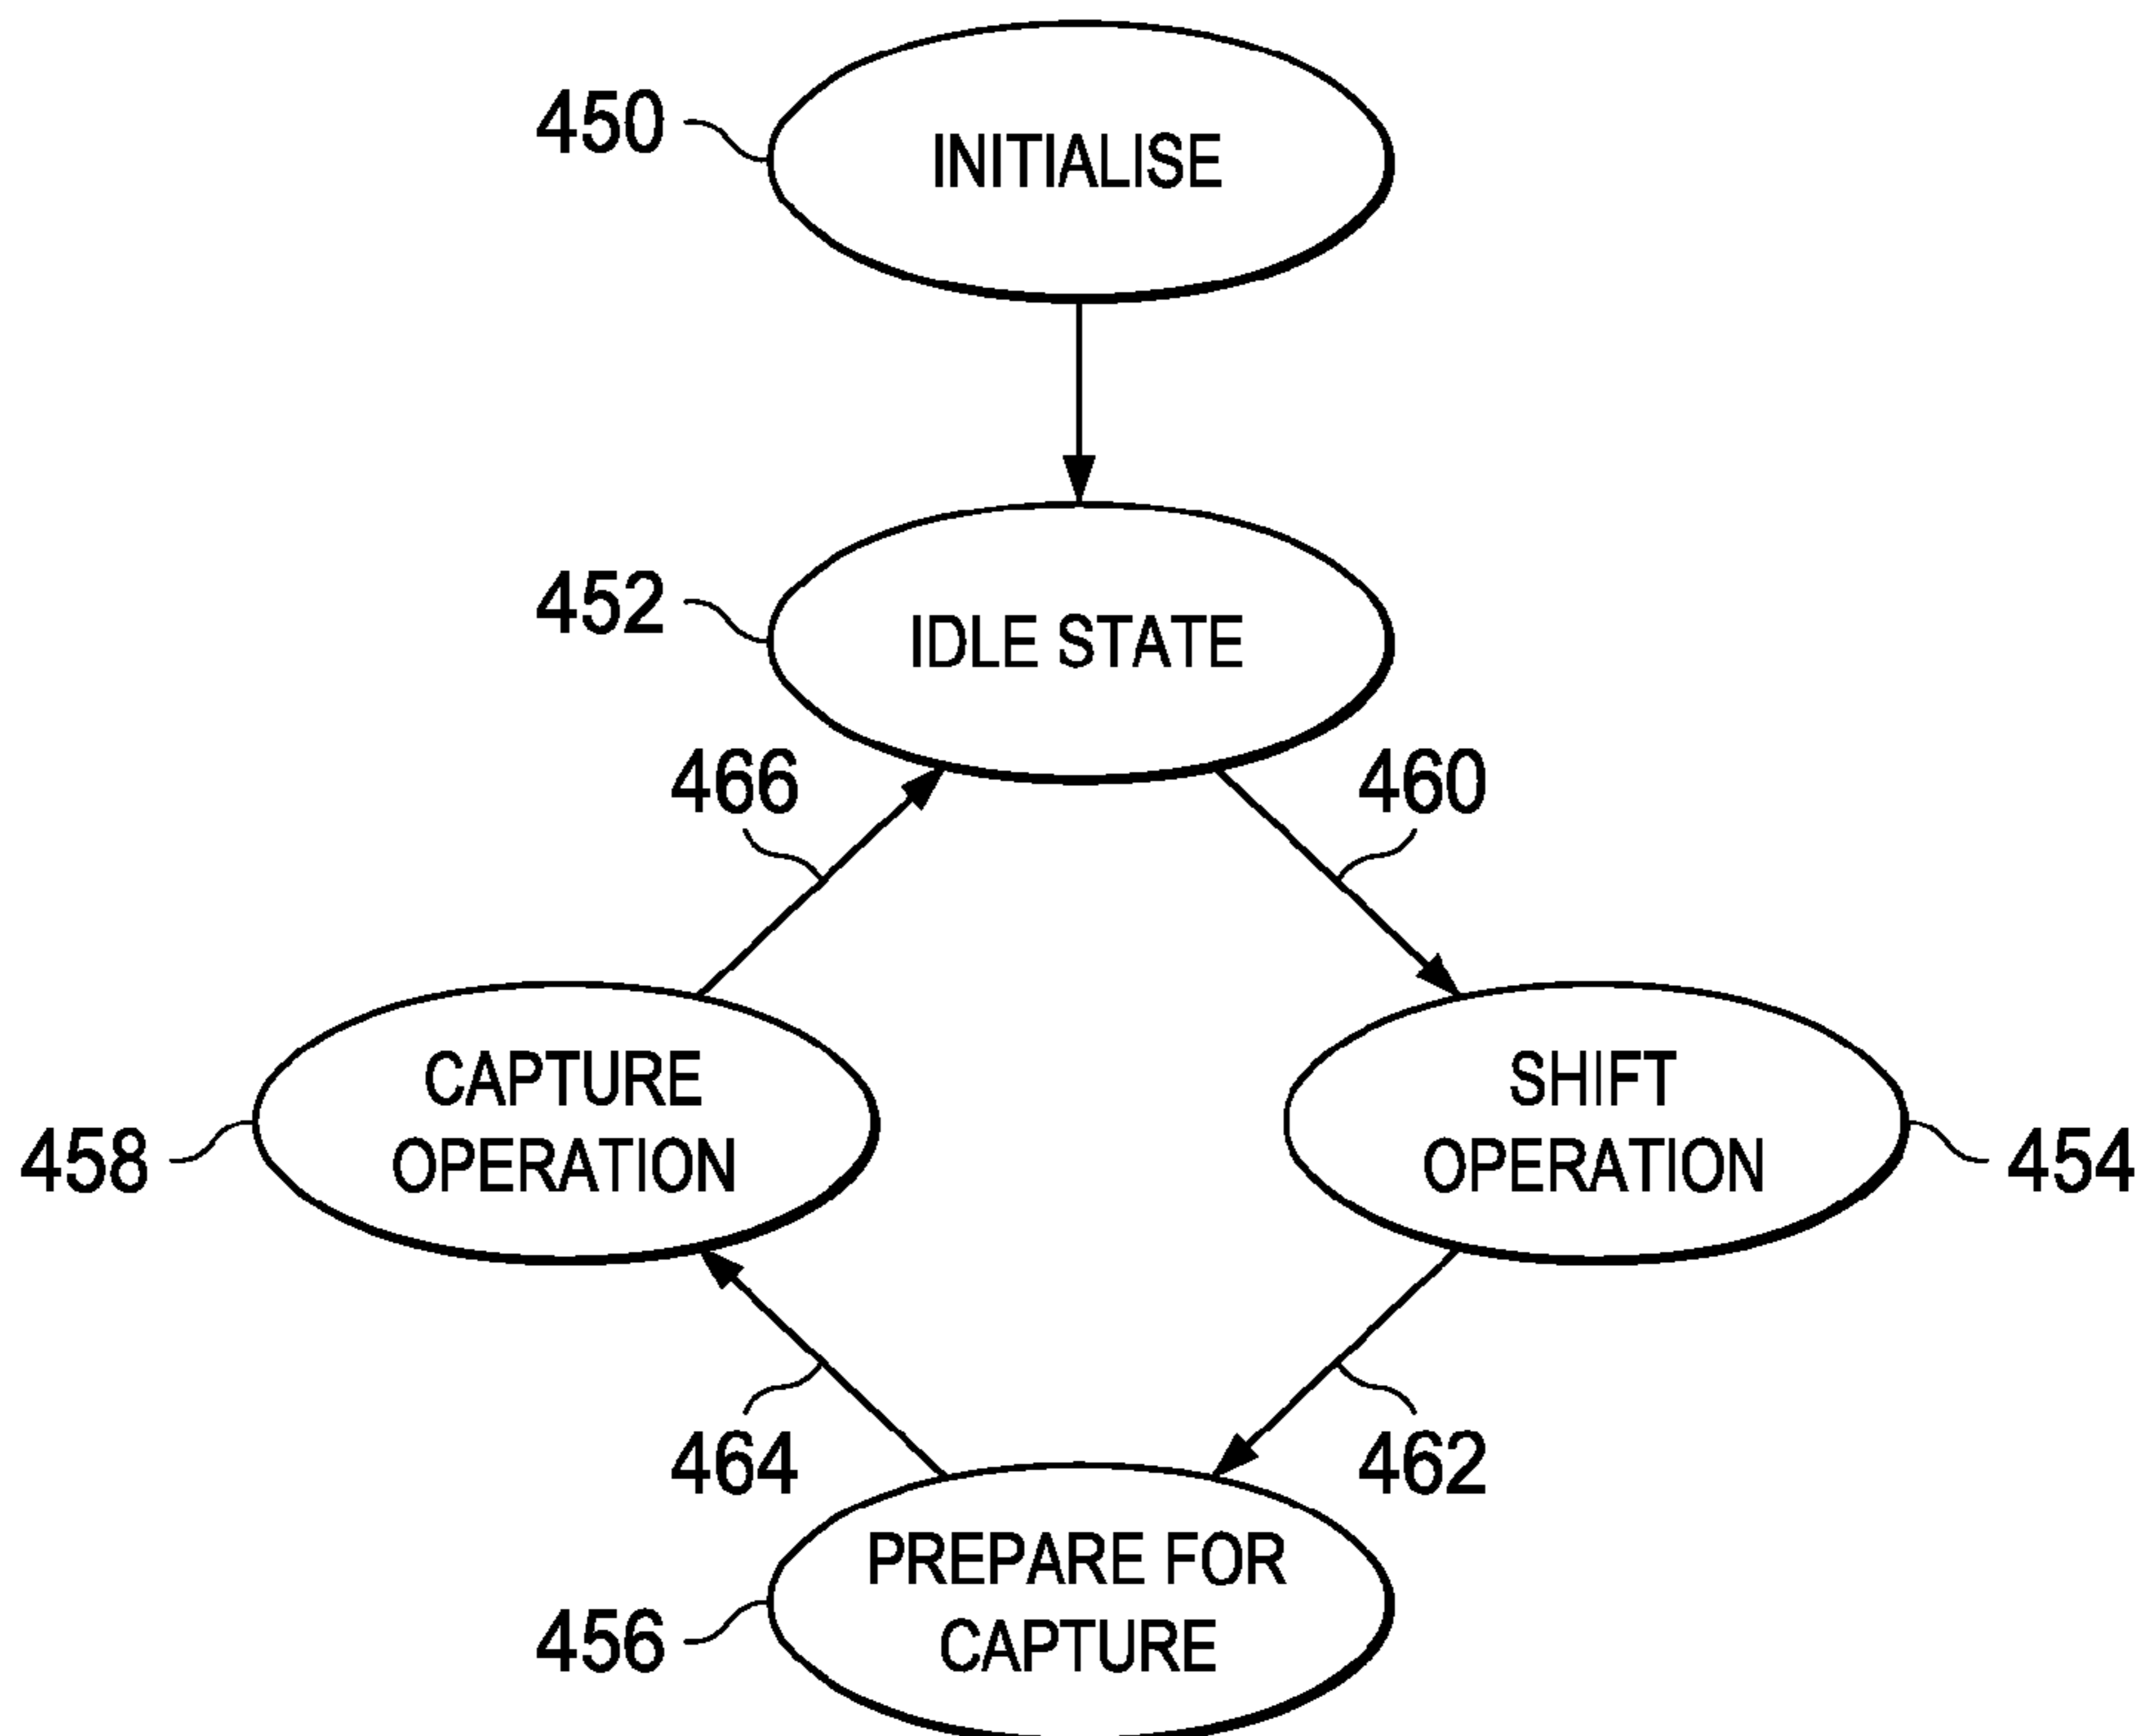 450
INITIALISE
452
IDLE STATE
466
460
CAPTURE
OPERATION
458
SHIFT
OPERATION
454
464
462
PREPARE FOR
CAPTURE
456